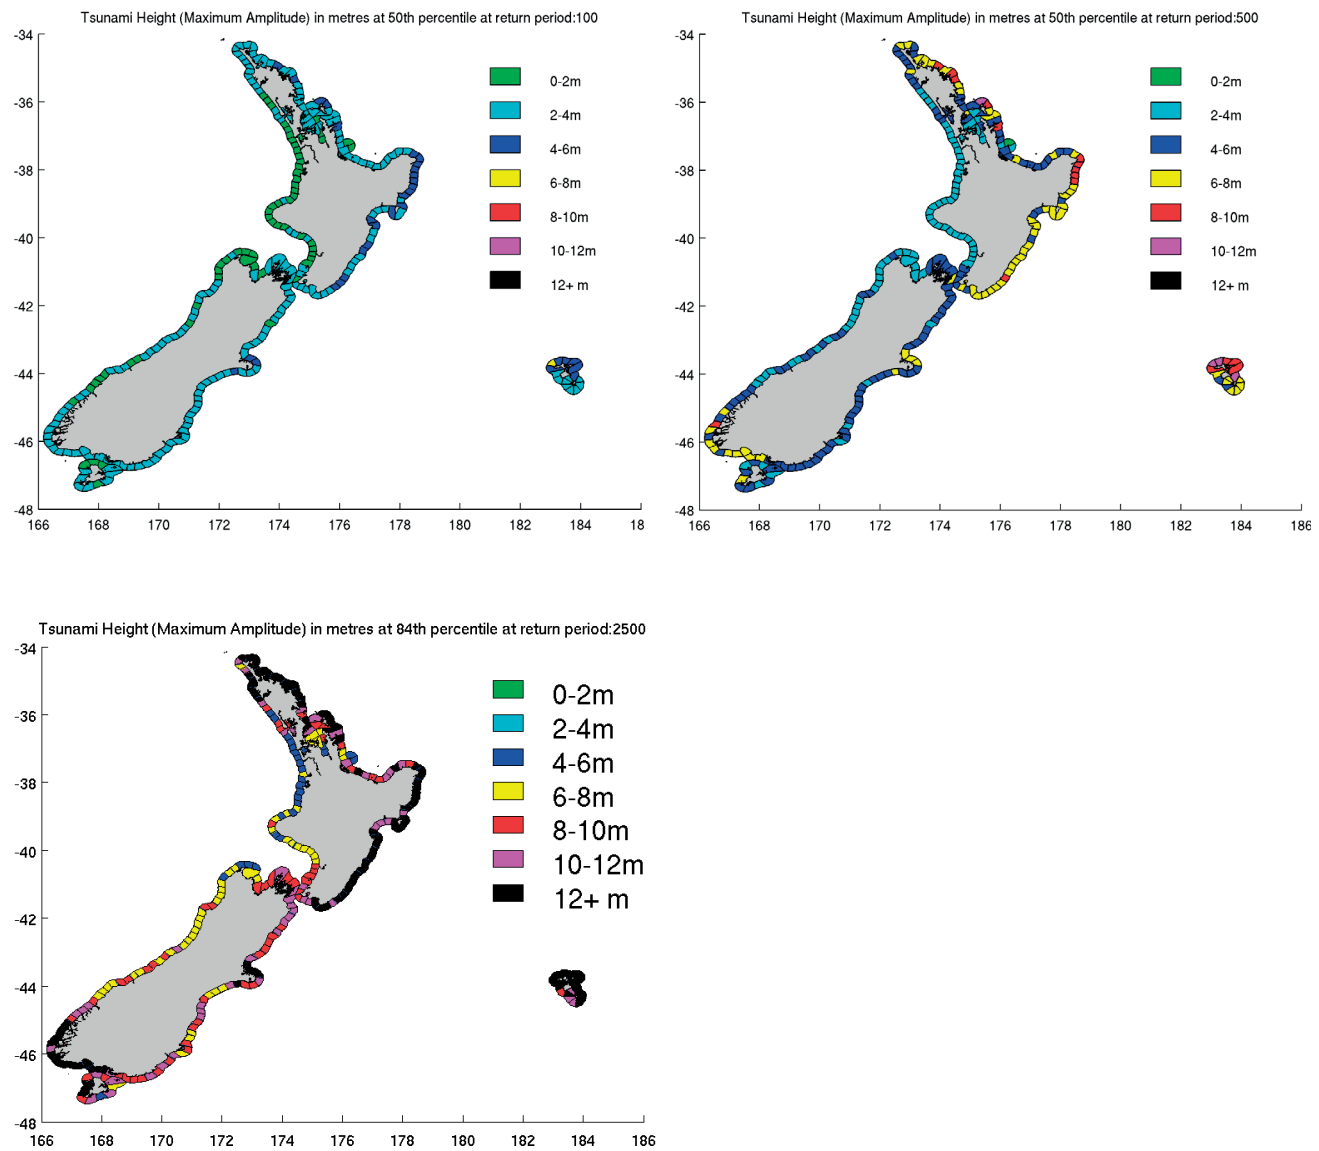 Tsunami Height (Maximum Amplitude) in metres at 50th percentile at return period:100
-34
-36
-38
-40
-42
-44
-46
-48
166 168 170 172 174 176 178 180 182 184 18
0-2m
2-4m
4-6m
6-8m
8-10m
10-12m
12+ m
Tsunami Height (Maximum Amplitude) in metres at 50th percentile at return period:500
-34
-36
-38
-40
-42
-44
-46
-48
166 168 170 172 174 176 178 180 182 184 186
0-2m
2-4m
4-6m
6-8m
8-10m
10-12m
12+ m
Tsunami Height (Maximum Amplitude) in metres at 84th percentile at return period:2500
-34
-36
-38
-40
-42
-44
-46
-48
166 168 170 172 174 176 178 180 182 184 186
0-2m
2-4m
4-6m
6-8m
8-10m
10-12m
12+ m